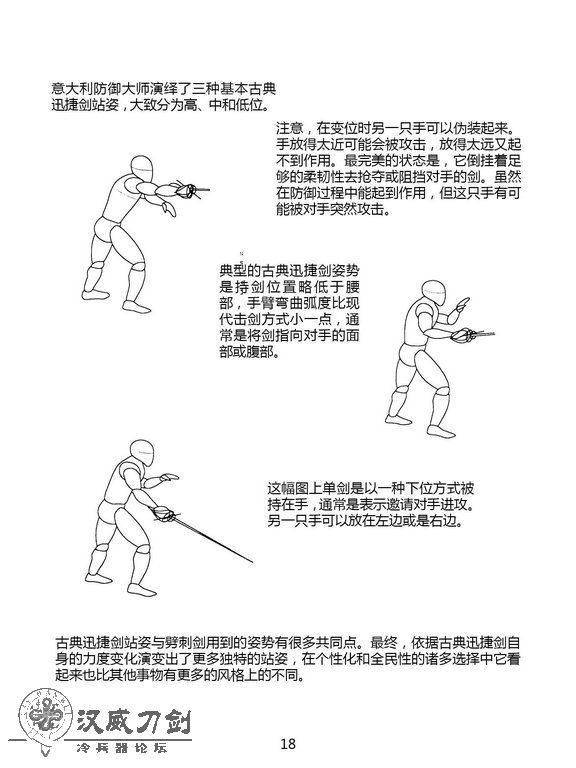 意大利防御大师演绎了三种基本古典
迅捷剑站姿，大致分为高、中和低位。
注意，在变位时另一只手可以伪装起来。
手放得太近可能会被攻击，放得太远又起
不到作用。最完美的状态是，它倒挂着足
够的柔韧性去抢夺或阻挡对手的剑。虽然
在防御过程中能起到作用，但这只手有可
能被对手突然攻击。
典型的古典迅捷剑姿势
是持剑位置略低于腰
部，手臂弯曲弧度比现
代击剑方式小一点，通
常是将剑指向对手的面
部或腹部。
这幅图上单剑是以一种下位方式被
持在手，通常是表示邀请对手进攻。
另一只手可以放在左边或是右边。
古典迅捷剑站姿与劈刺剑用到的姿势有很多共同点。最终，依据古典迅捷剑自
身的力度变化演变出了更多独特的站姿，在个性化和全民性的诸多选择中它看
起来也比其他事物有更多的风格上的不同。
汉威刀剑
冷兵器论坛
18